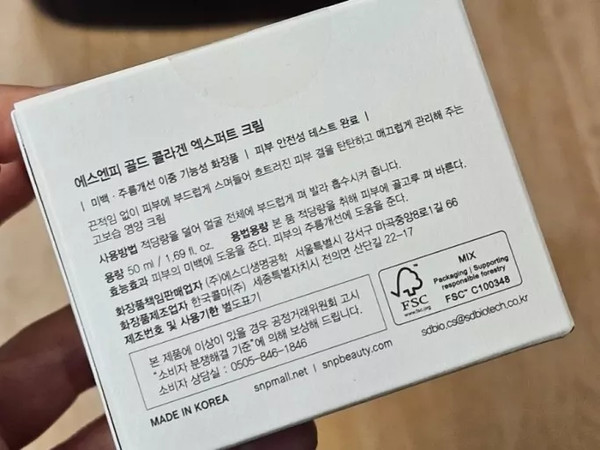 에스엔피 골드 콜라겐 엑스퍼트 크림
| 미백 · 주름개선 이중 기능성 화장품 | 피부 안전성 테스트 완료 |
끈적임 없이 피부에 부드럽게 스며들어 흐트러진 피부 결을 탄탄하고 매끄럽게 관리해 주는
고보습 영양 크림
사용방법 적당량을 덜어 얼굴 전체에 부드럽게 펴 발라 흡수시켜 줍니다.
용량 50 ml / 1.69 fl. oz. 용법용량 본 품 적당량을 취해 피부에 골고루 펴 바른다.
효능효과 피부의 미백에 도움을 준다. 피부의 주름개선에 도움을 준다.
화장품책임판매업자 (주)에스디생명공학 서울특별시 강서구 마곡중앙8로1길 66
화장품제조업자 한국콜마(주) 세종특별자치시 전의면 산단길 22-17
제조번호 및 사용기한 별도표기
본 제품에 이상이 있을 경우 공정거래위원회 고시
"소비자 분쟁해결 기준"에 의해 보상해 드립니다.
소비자 상담실 : 0505-846-1846
FSC
www.fsc.org
MIX
Packaging | Supporting
responsible forestry
FSC™ C100348
sdbio.cs@sdbiotech.co.kr
snpmall.net | snpbeauty.com
MADE IN KOREA